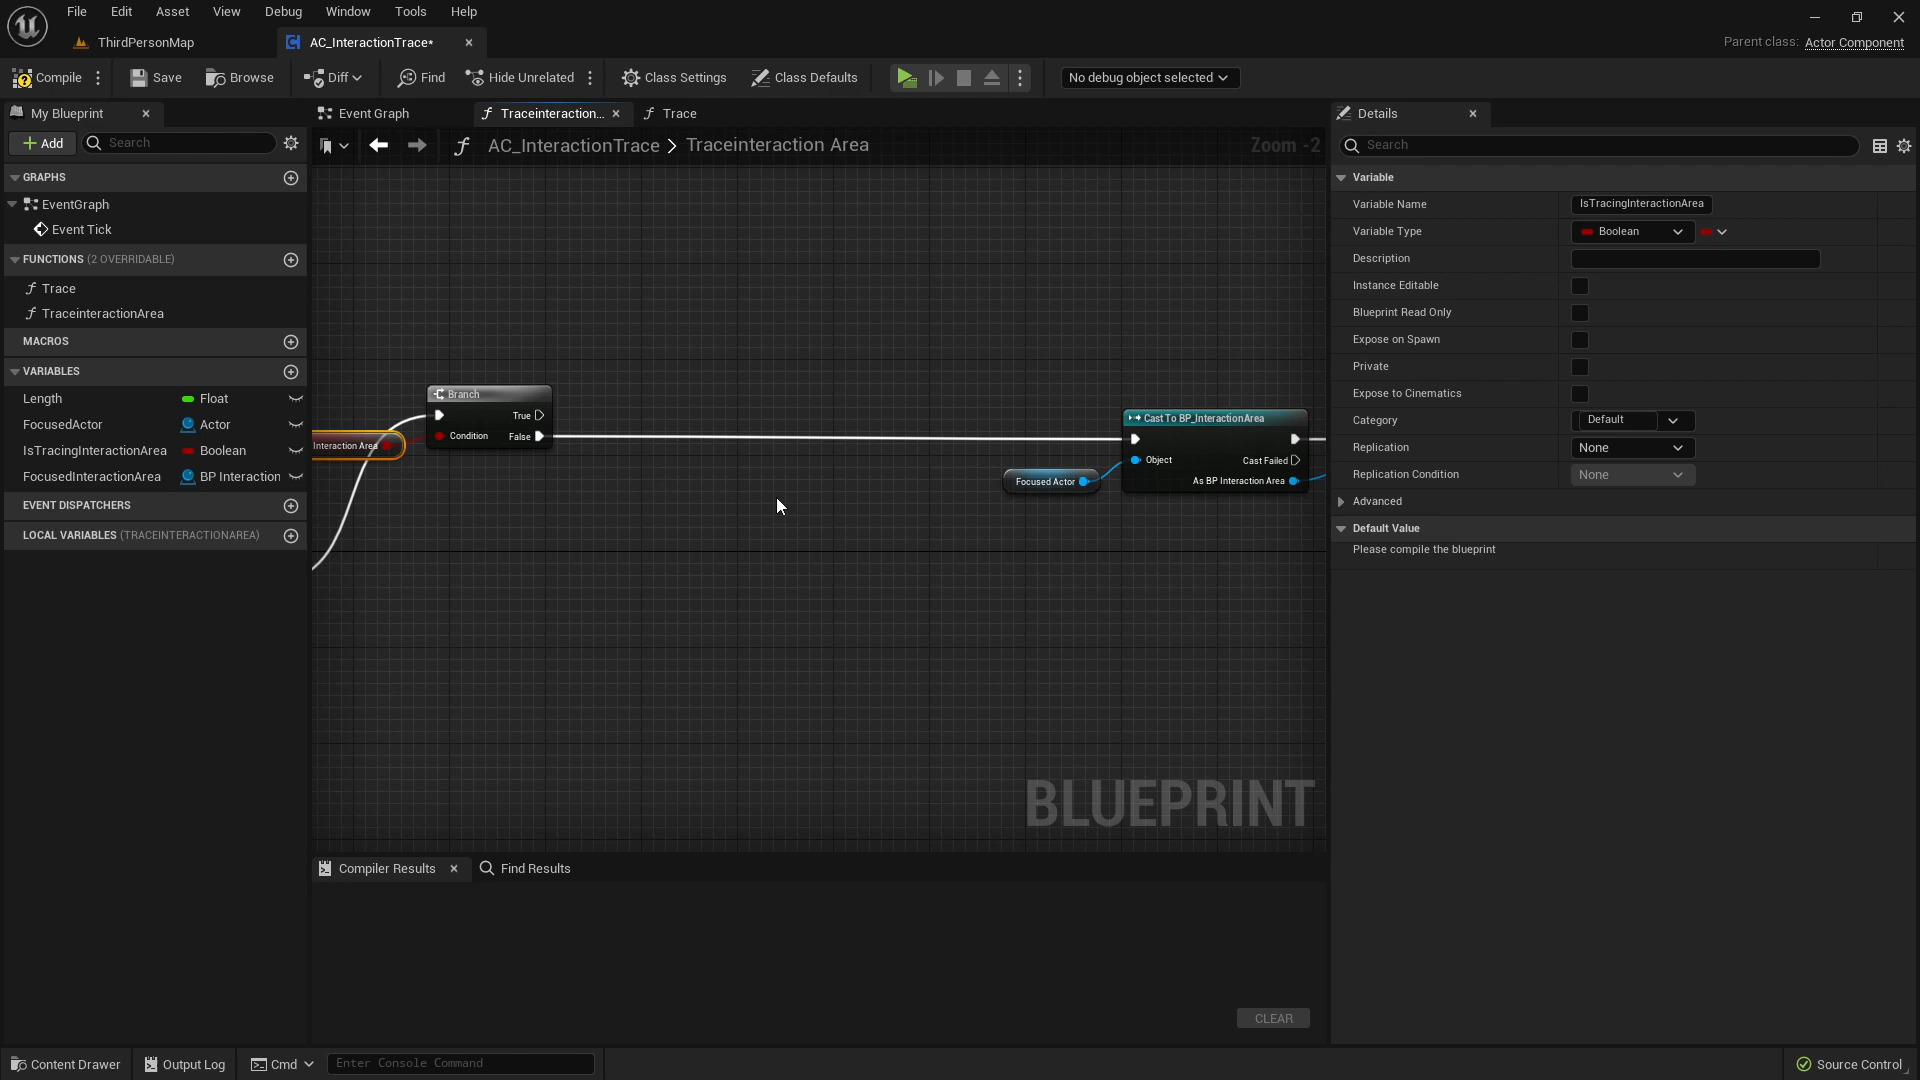 File Edit Asset View Debug Window Tools Help
ThirdPersonMap
AC_InteractionTrace*
Parent class: Actor Component
Compile Save Browse Diff Find Hide Unrelated Class Settings Class Defaults No debug object selected
My Blueprint
Event Graph
Traceinteraction...
Trace
Details
Add
Search
AC_InteractionTrace > Traceinteraction Area
Zoom -2
Search
GRAPHS
EventGraph
Event Tick
FUNCTIONS (2 OVERRIDABLE)
Trace
TraceinteractionArea
MACROS
VARIABLES
Length Float
FocusedActor Actor
IsTracingInteractionArea Boolean
FocusedInteractionArea BP Interaction
EVENT DISPATCHERS
LOCAL VARIABLES (TRACEINTERACTIONAREA)
Interaction Area
Branch
True
Condition False
Focused Actor
Cast To BP_InteractionArea
Object Cast Failed
As BP Interaction Area
BLUEPRINT
Variable
Variable Name IsTracingInteractionArea
Variable Type Boolean
Description
Instance Editable
Blueprint Read Only
Expose on Spawn
Private
Expose to Cinematics
Category Default
Replication None
Replication Condition None
Advanced
Default Value
Please compile the blueprint
Compiler Results
Find Results
CLEAR
Content Drawer Output Log Cmd Enter Console Command Source Control